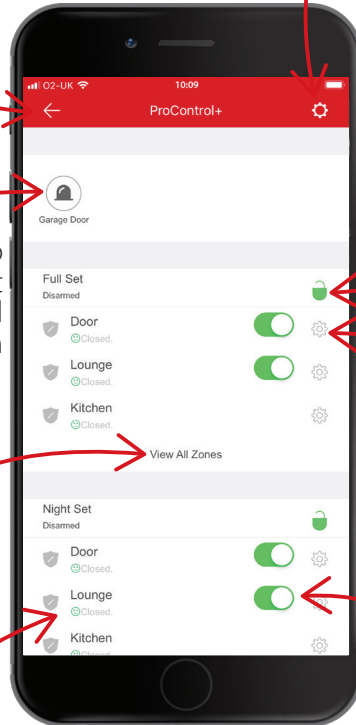 O2-UK 10:09
ProControl+
Garage Door
Full Set
Disarmed
Door
Closed.
Lounge
Closed.
Kitchen
Closed.
View All Zones
Night Set
Disarmed
Door
Closed.
Lounge
Closed.
Kitchen
Closed.